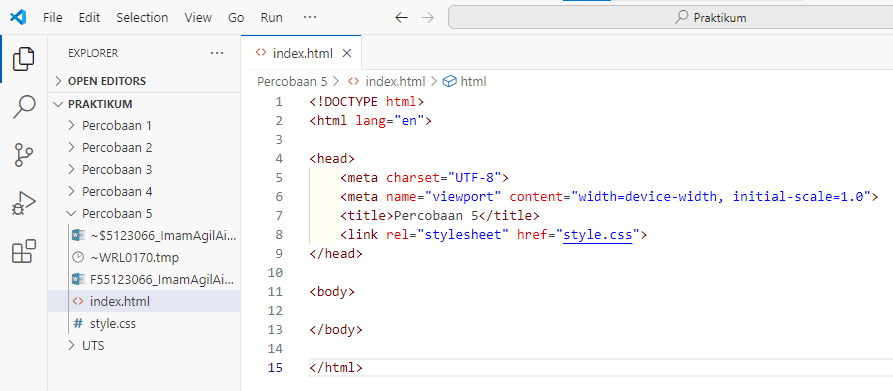 File Edit Selection View Go Run ... Praktikum
EXPLORER ...
OPEN EDITORS
PRAKTIKUM
Percobaan 1
Percobaan 2
Percobaan 3
Percobaan 4
Percobaan 5
~$5123066_ImamAgilAi...
~WRL0170.tmp
F55123066_ImamAgilAi...
index.html
style.css
UTS
index.html
Percobaan 5 > index.html > html
1 <!DOCTYPE html>
2 <html lang="en">
3
4 <head>
5     <meta charset="UTF-8">
6     <meta name="viewport" content="width=device-width, initial-scale=1.0">
7     <title>Percobaan 5</title>
8     <link rel="stylesheet" href="style.css">
9 </head>
10
11 <body>
12
13 </body>
14
15 </html>